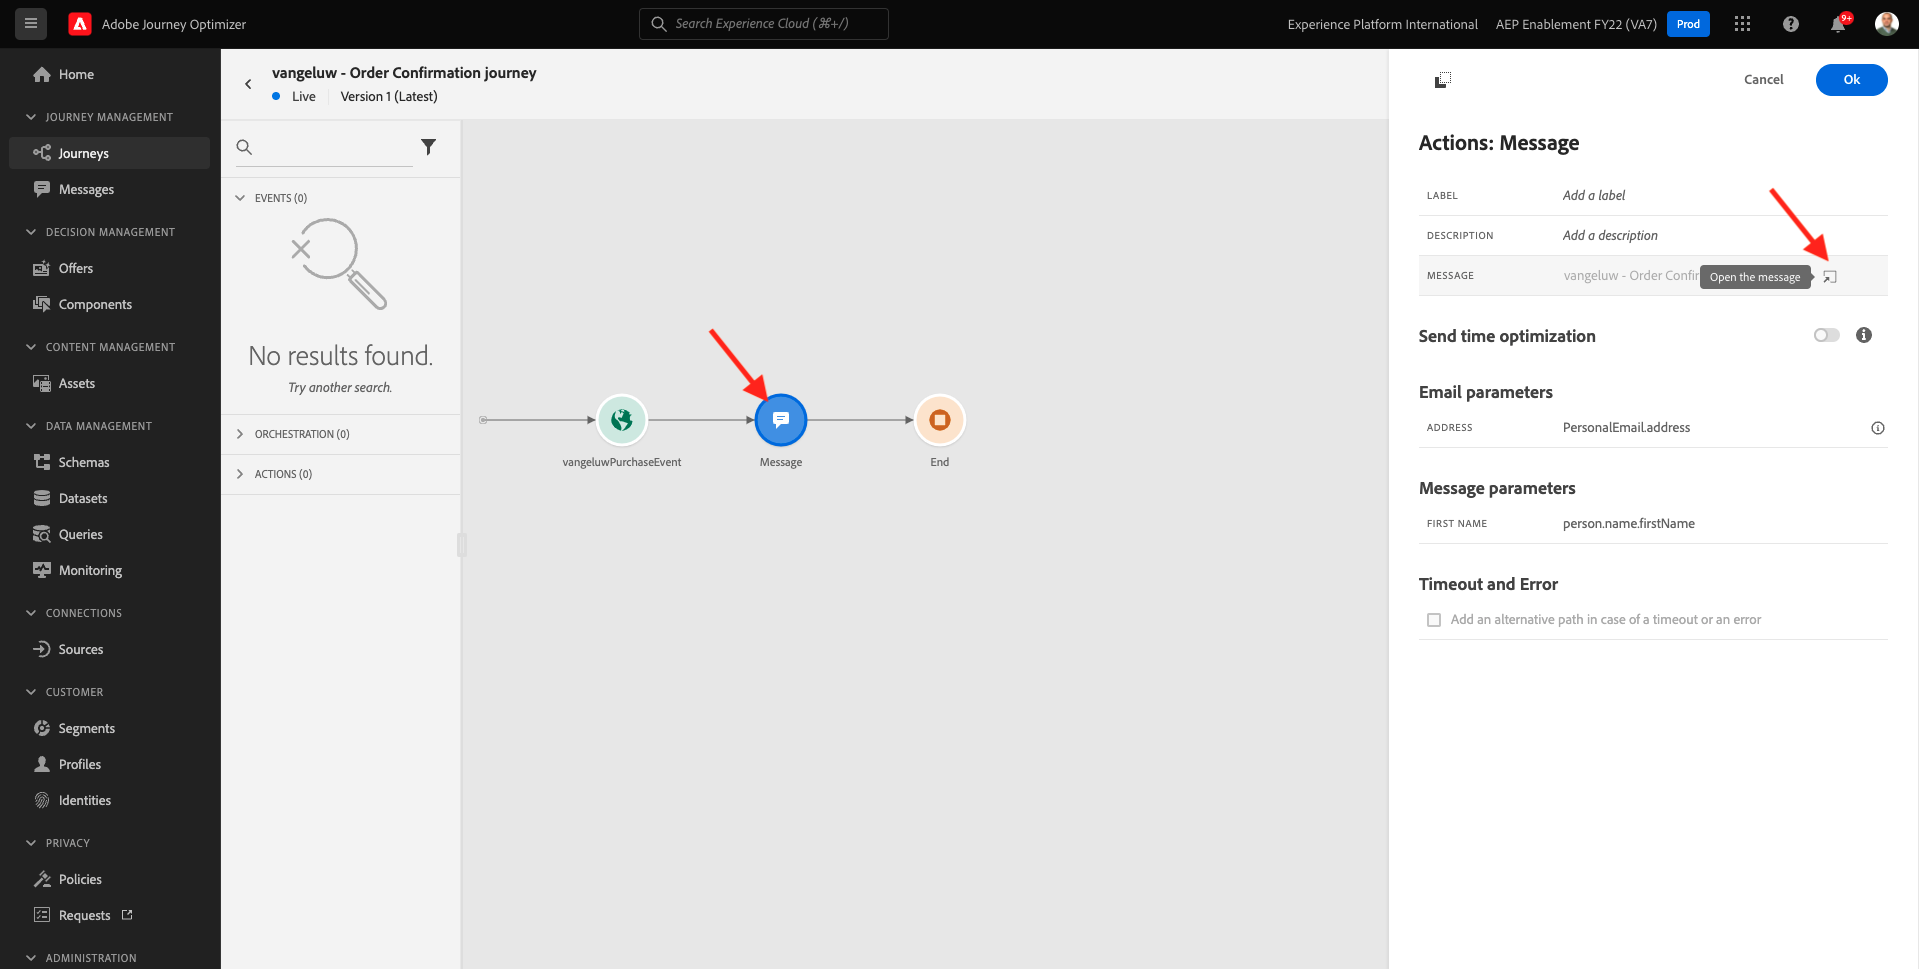 Adobe Journey Optimizer
Search Experience Cloud (⌘+/)
Experience Platform International
AEP Enablement FY22 (VA7)
Prod
9+
Home
JOURNEY MANAGEMENT
Journeys
Messages
DECISION MANAGEMENT
Offers
Components
CONTENT MANAGEMENT
Assets
DATA MANAGEMENT
Schemas
Datasets
Queries
Monitoring
CONNECTIONS
Sources
CUSTOMER
Segments
Profiles
Identities
PRIVACY
Policies
Requests
ADMINISTRATION
vangeluw - Order Confirmation journey
Live
Version 1 (Latest)
EVENTS (0)
No results found.
Try another search.
ORCHESTRATION (0)
ACTIONS (0)
vangeluwPurchaseEvent
Message
End
Cancel
Ok
Actions: Message
LABEL
Add a label
DESCRIPTION
Add a description
MESSAGE
vangeluw - Order Confir
Open the message
Send time optimization
Email parameters
ADDRESS
PersonalEmail.address
Message parameters
FIRST NAME
person.name.firstName
Timeout and Error
Add an alternative path in case of a timeout or an error